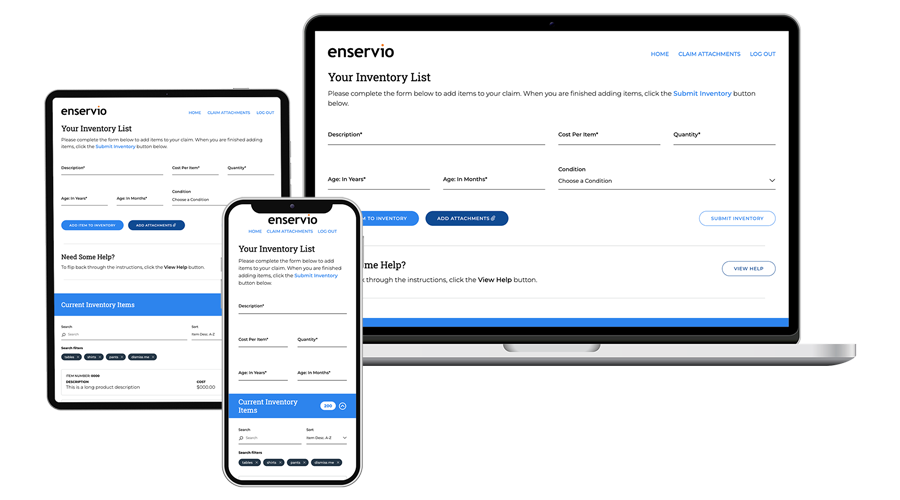 enservio
HOME CLAIM ATTACHMENTS LOG OUT
Your Inventory List
Please complete the form below to add items to your claim. When you are finished adding items, click the Submit Inventory button
below.
Description* Cost Per Item* Quantity*
Age: In Years* Age: In Months* Condition
Choose a Condition
M TO INVENTORY ADD ATTACHMENTS SUBMIT INVENTORY
me Help? VIEW HELP
through the instructions, click the View Help button.
enservio
HOME CLAIM ATTACHMENTS LOG OUT
Your Inventory List
Please complete the form below to add items to your claim. When you are finished adding
items, click the Submit Inventory button below.
Description* Cost Per Item* Quantity*
Age: In Years* Age: In Months* Condition
Choose a Condition
ADD ITEM TO INVENTORY ADD ATTACHMENTS
Need Some Help?
To flip back through the instructions, click the View Help button.
Current Inventory Items
Search Sort
Search Item Desc. A-Z
Search filters
tables × shirts × pants × dismiss me ×
ITEM NUMBER 0000
DESCRIPTION COST
This is a long product description $000.00
enservio
HOME CLAIM ATTACHMENTS LOG OUT
Your Inventory List
Please complete the form below to add
items to your claim. When you are finished
adding items, click the Submit Inventory
button below.
Description*
Cost Per Item* Quantity*
Age: In Years* Age: In Months*
Current Inventory
Items 200
Search Sort
Search Item Desc. A-Z
Search filters
tables × shirts × pants × dismiss me ×